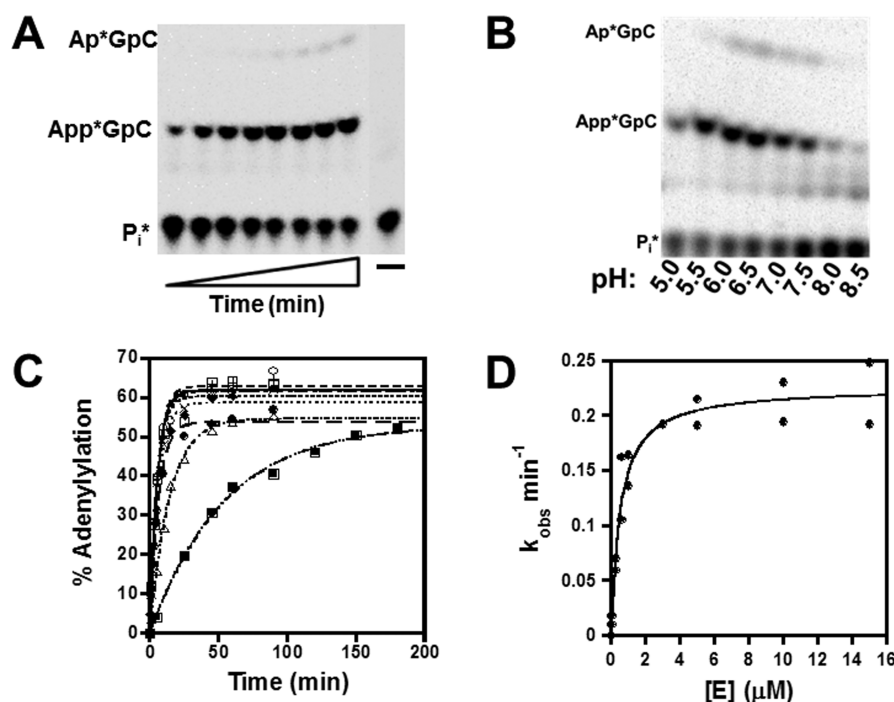 A
Ap*GpC
App*GpC
Pi*
Time (min)
B
Ap*GpC
App*GpC
Pi*
pH: 5.0 5.5 6.0 6.5 7.0 7.5 8.0 8.5
C
% Adenylylation
70
60
50
40
30
20
10
0
0 50 100 150 200
Time (min)
D
kobs min-1
0.25
0.2
0.15
0.1
0.05
0
0 2 4 6 8 10 12 14 16
[E] (μM)